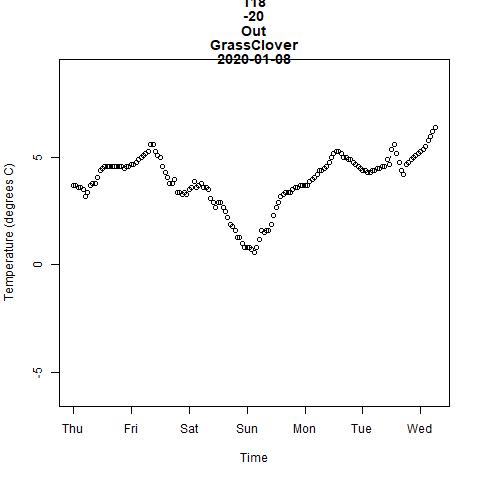 T18
-20
Out
GrassClover
2020-01-08
Temperature (degrees C)
5
0
-5
Thu
Fri
Sat
Sun
Mon
Tue
Wed
Time